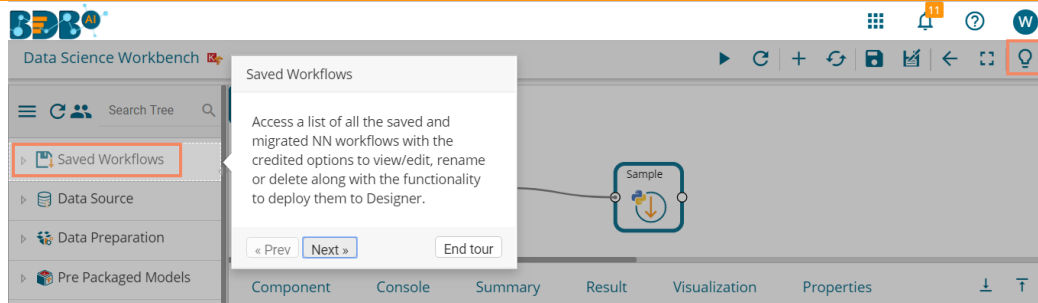 BDB AI
11
W
Data Science Workbench
Search Tree
Saved Workflows
Data Source
Data Preparation
Pre Packaged Models
Saved Workflows
Access a list of all the saved and
migrated NN workflows with the
credited options to view/edit, rename
or delete along with the functionality
to deploy them to Designer.
« Prev Next » End tour
Sample
Component Console Summary Result Visualization Properties